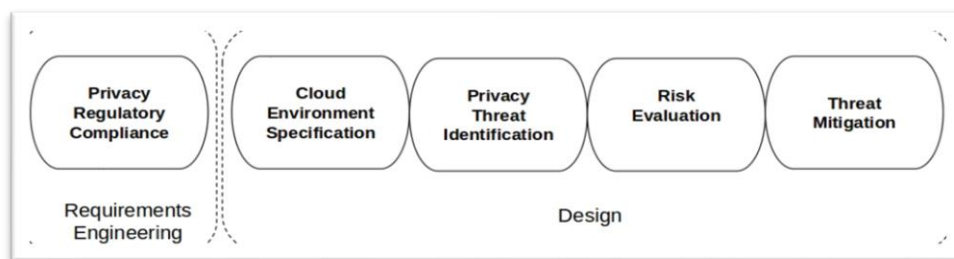 Privacy
Regulatory
Compliance
Cloud
Environment
Specification
Privacy
Threat
Identification
Risk
Evaluation
Threat
Mitigation
Requirements
Engineering
Design